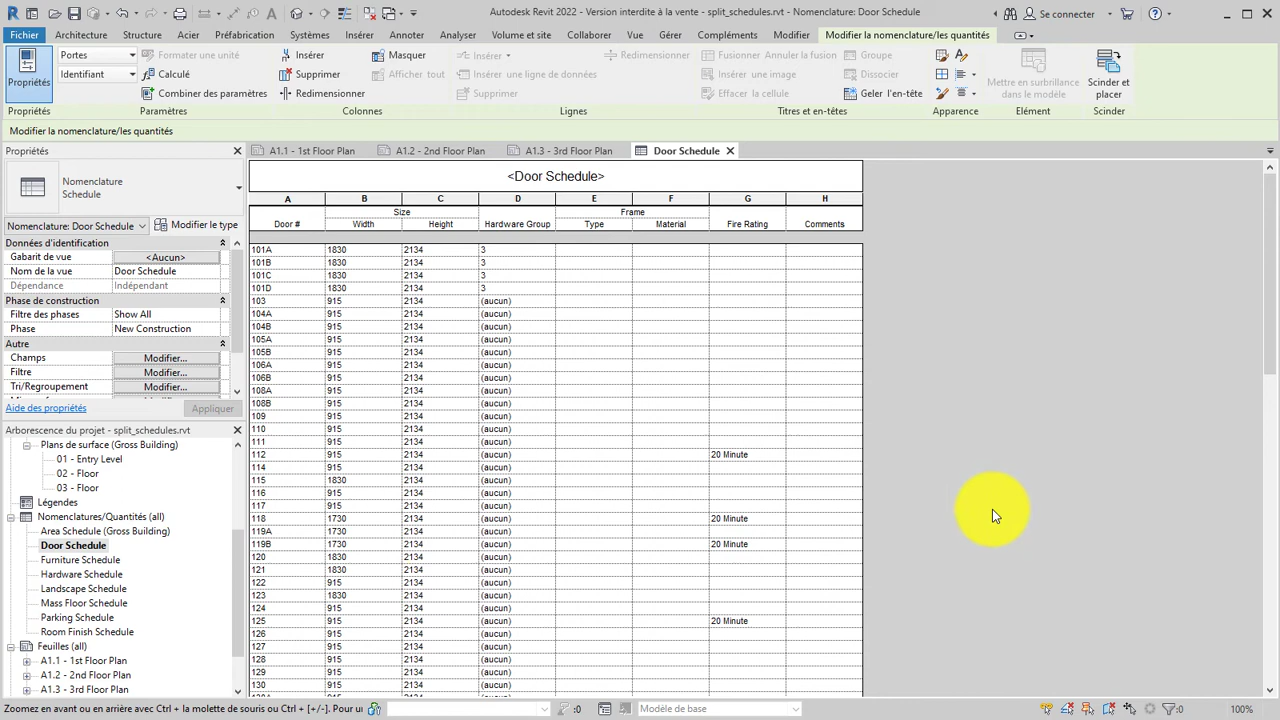 Autodesk Revit 2022 - Version interdite à la vente - split_schedules.rvt - Nomenclature: Door Schedule
Se connecter
Fichier Architecture Structure Acier Préfabrication Systèmes Insérer Annoter Analyser Volume et site Collaborer Vue Gérer Compléments Modifier Modifier la nomenclature/les quantités
Propriétés
Portes
Identifiant
Formater une unité
Calculé
Combiner des paramètres
Insérer
Supprimer
Redimensionner
Masquer
Afficher tout
Insérer
Insérer une ligne de données
Supprimer
Redimensionner
Fusionner Annuler la fusion
Insérer une image
Effacer la cellule
Groupe
Dissocier
Geler l'en-tête
Mettre en surbrillance
dans le modèle
Scinder et
placer
Propriétés Paramètres Colonnes Lignes Titres et en-têtes Apparence Elément Scinder
Modifier la nomenclature/les quantités
Propriétés
Nomenclature
Schedule
Nomenclature: Door Schedule Modifier le type
Données d'identification
Gabarit de vue <Aucun>
Nom de la vue Door Schedule
Dépendance Indépendant
Phase de construction
Filtre des phases Show All
Phase New Construction
Autre
Champs Modifier...
Filtre Modifier...
Tri/Regroupement Modifier...
Aide des propriétés Appliquer
Arborescence du projet - split_schedules.rvt
Plans de surface (Gross Building)
01 - Entry Level
02 - Floor
03 - Floor
Légendes
Nomenclatures/Quantités (all)
Area Schedule (Gross Building)
Door Schedule
Furniture Schedule
Hardware Schedule
Landscape Schedule
Mass Floor Schedule
Parking Schedule
Room Finish Schedule
Feuilles (all)
A1.1 - 1st Floor Plan
A1.2 - 2nd Floor Plan
A1.3 - 3rd Floor Plan
A1.1 - 1st Floor Plan A1.2 - 2nd Floor Plan A1.3 - 3rd Floor Plan Door Schedule
<Door Schedule>
A B C D E F G H
Size Frame
Door # Width Height Hardware Group Type Material Fire Rating Comments
101A 1830 2134 3
101B 1830 2134 3
101C 1830 2134 3
101D 1830 2134 3
103 915 2134 (aucun)
104A 915 2134 (aucun)
104B 915 2134 (aucun)
105A 915 2134 (aucun)
105B 915 2134 (aucun)
106A 915 2134 (aucun)
106B 915 2134 (aucun)
108A 915 2134 (aucun)
108B 915 2134 (aucun)
109 915 2134 (aucun)
110 915 2134 (aucun)
111 915 2134 (aucun)
112 915 2134 (aucun) 20 Minute
114 915 2134 (aucun)
115 1830 2134 (aucun)
116 915 2134 (aucun)
117 915 2134 (aucun)
118 1730 2134 (aucun) 20 Minute
119A 1730 2134 (aucun)
119B 1730 2134 (aucun) 20 Minute
120 1830 2134 (aucun)
121 1830 2134 (aucun)
122 915 2134 (aucun)
123 1830 2134 (aucun)
124 915 2134 (aucun)
125 915 2134 (aucun) 20 Minute
126 915 2134 (aucun)
127 915 2134 (aucun)
128 915 2134 (aucun)
129 915 2134 (aucun)
130 915 2134 (aucun)
Zoomez en avant ou en arrière avec Ctrl + la molette de souris ou Ctrl + [+/-]. Pour u
:0 Modèle de base :0 100%